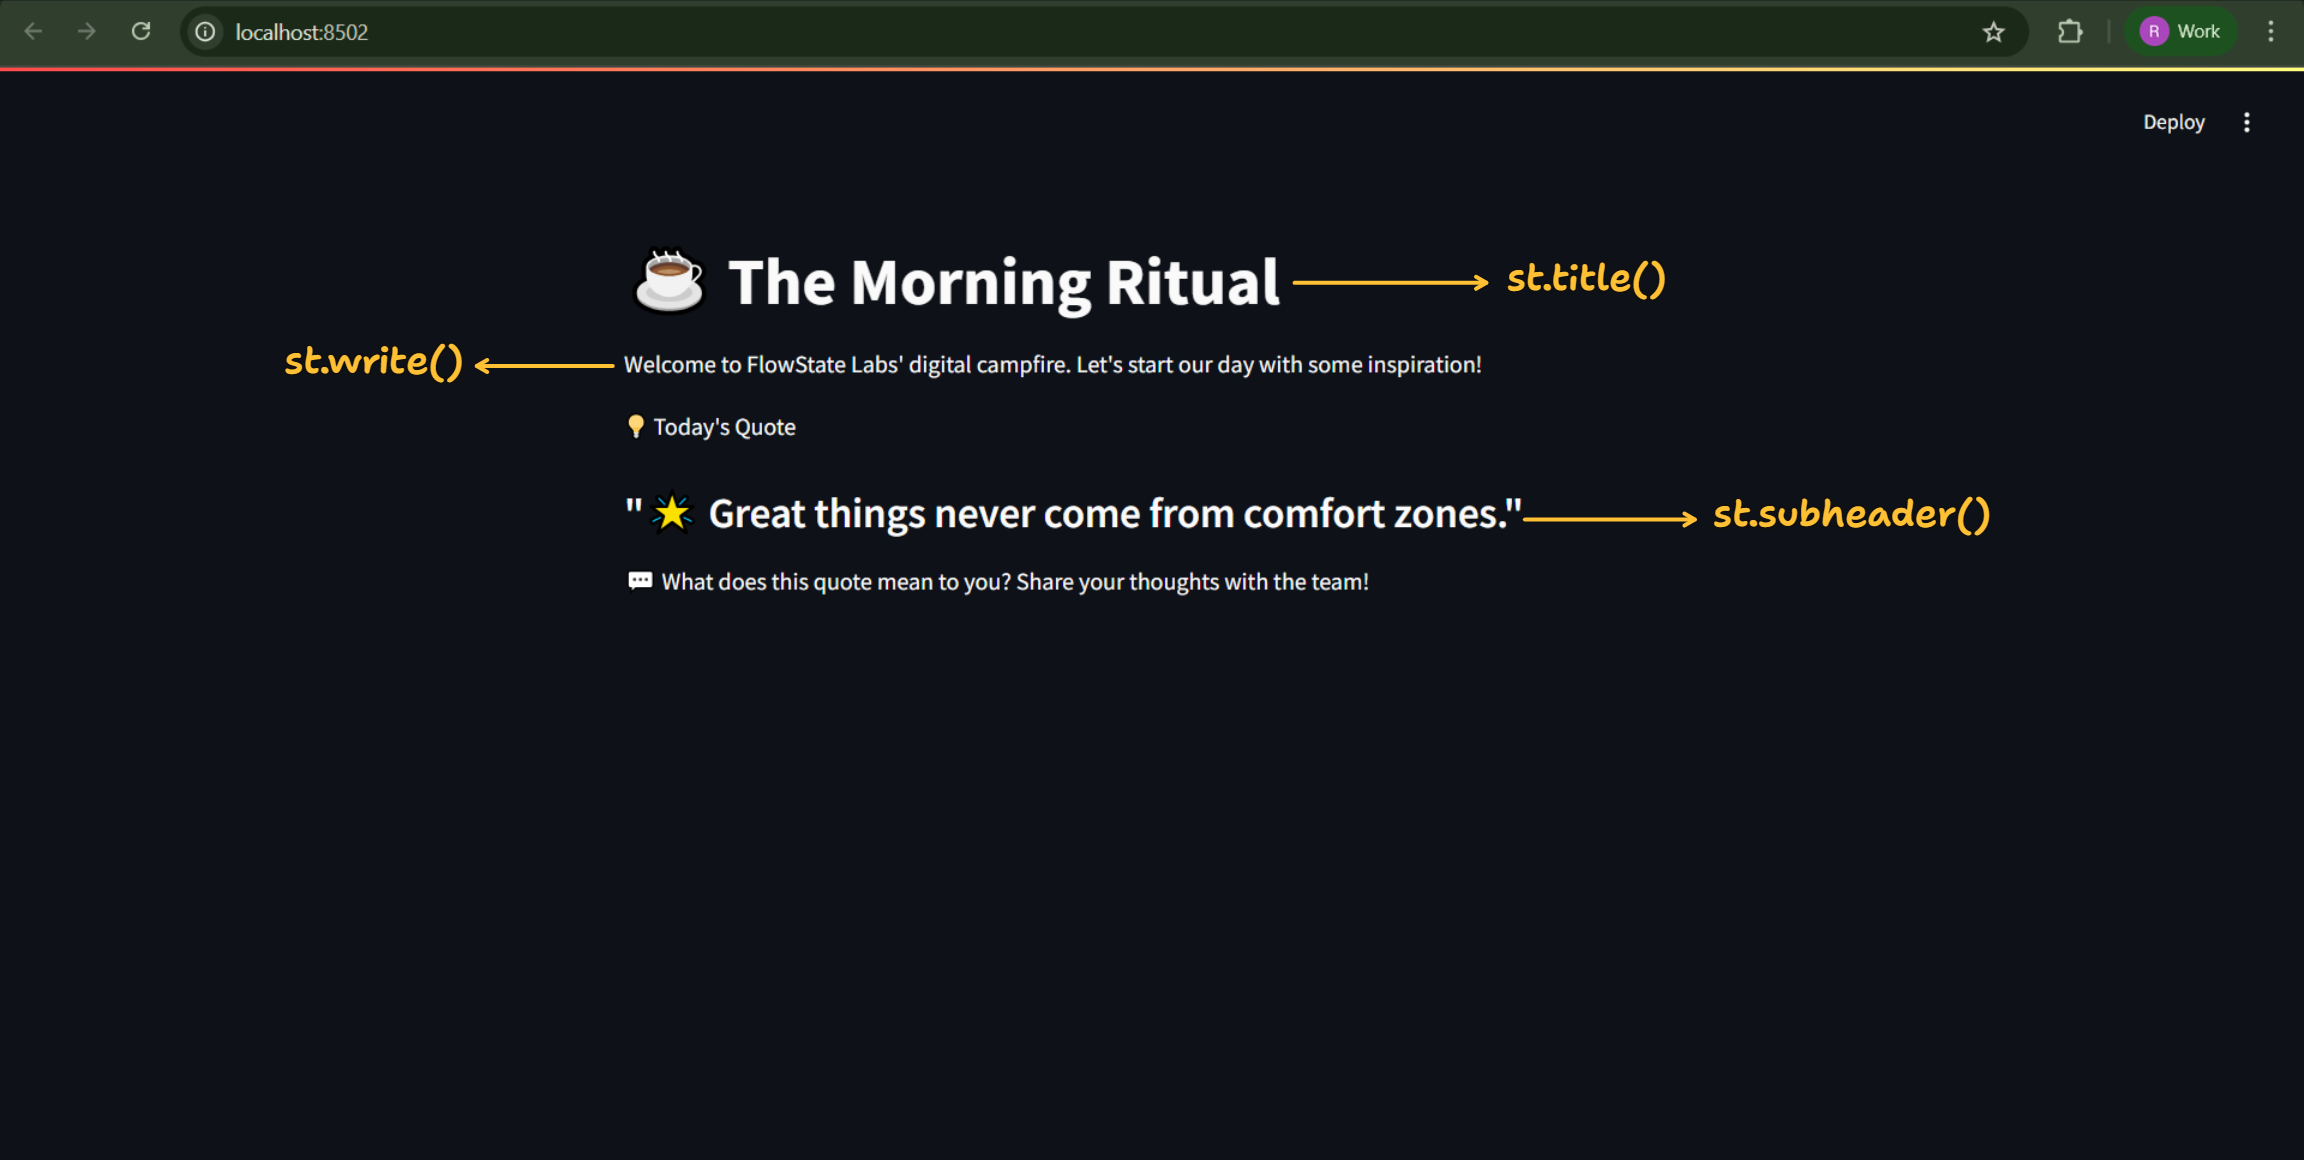 localhost:8502
R Work
Deploy
☕ The Morning Ritual
st.title()
st.write()
Welcome to FlowState Labs' digital campfire. Let's start our day with some inspiration!
💡 Today's Quote
"🌟 Great things never come from comfort zones."
st.subheader()
💬 What does this quote mean to you? Share your thoughts with the team!